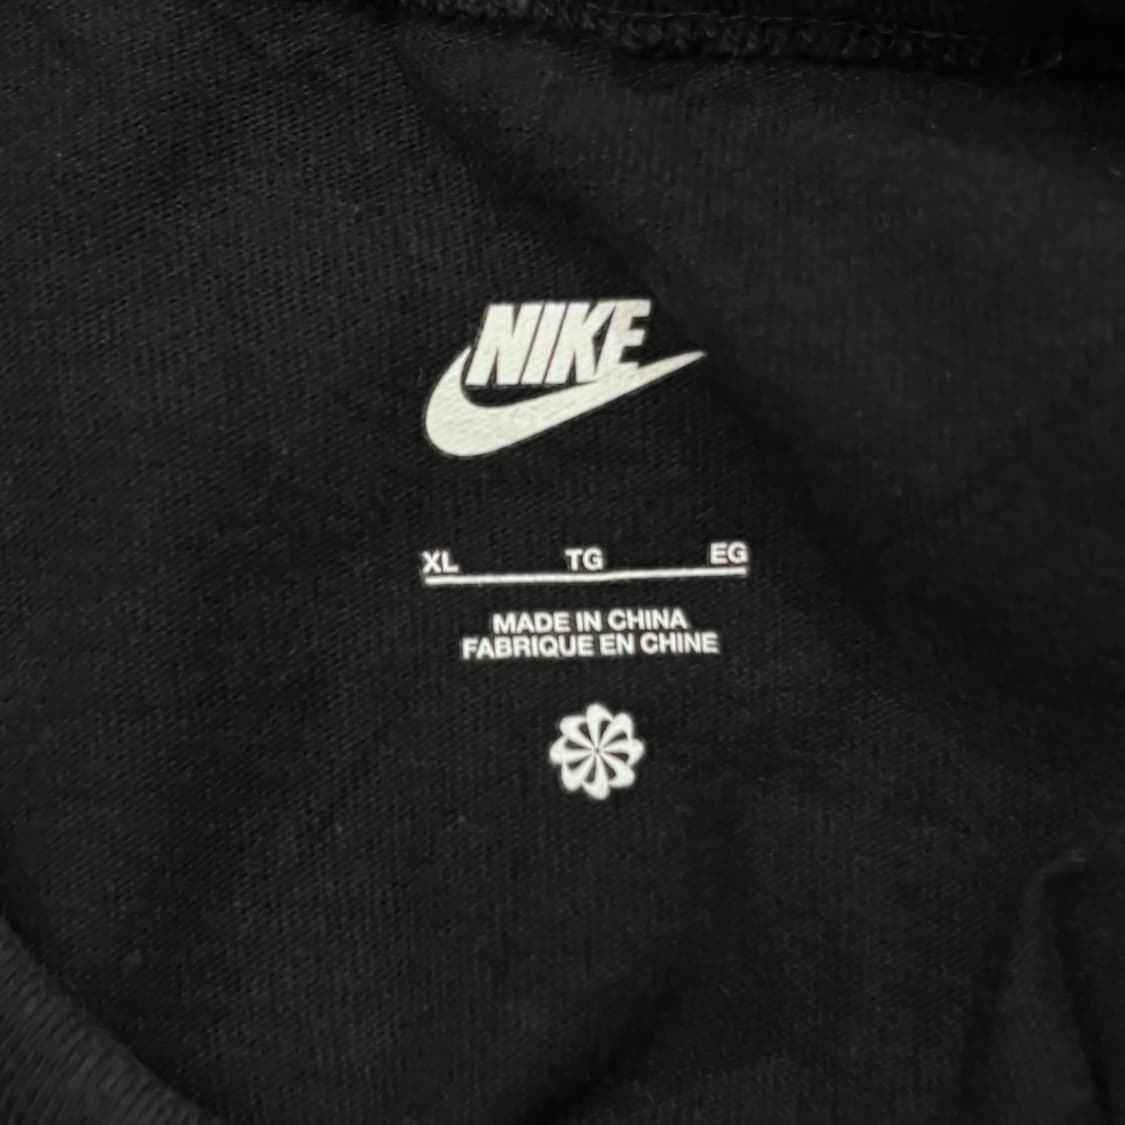 NIKE
XL TG EG
MADE IN CHINA
FABRIQUE EN CHINE